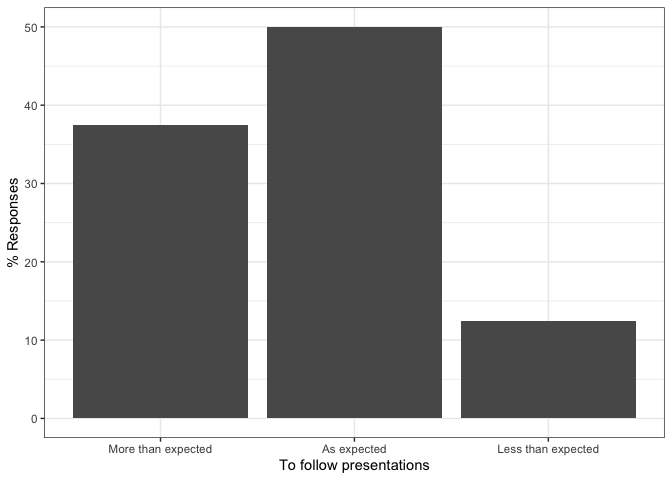 % Responses
50
40
30
20
10
0
More than expected
As expected
Less than expected
To follow presentations